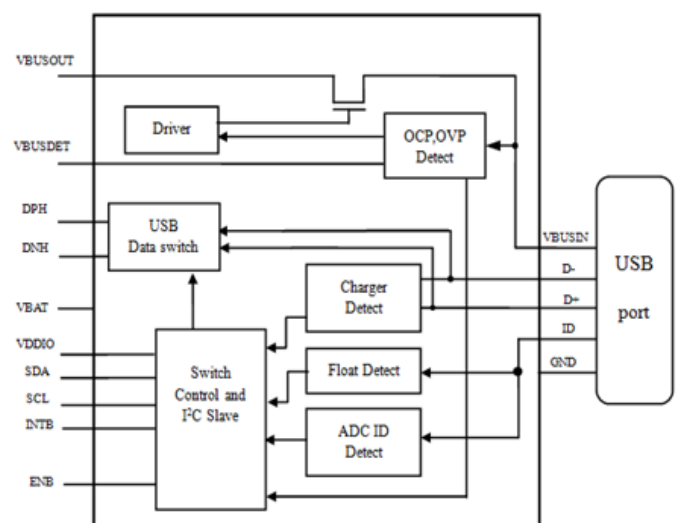 VBUSOUT
Driver
OCP,OVP
Detect
VBUSDET
DPH
DNH
USB
Data switch
VBUSIN
D-
D+
ID
GND
USB
port
Charger
Detect
VBAT
VDDIO
SDA
SCL
INTB
ENB
Switch
Control and
I²C Slave
Float Detect
ADC ID
Detect